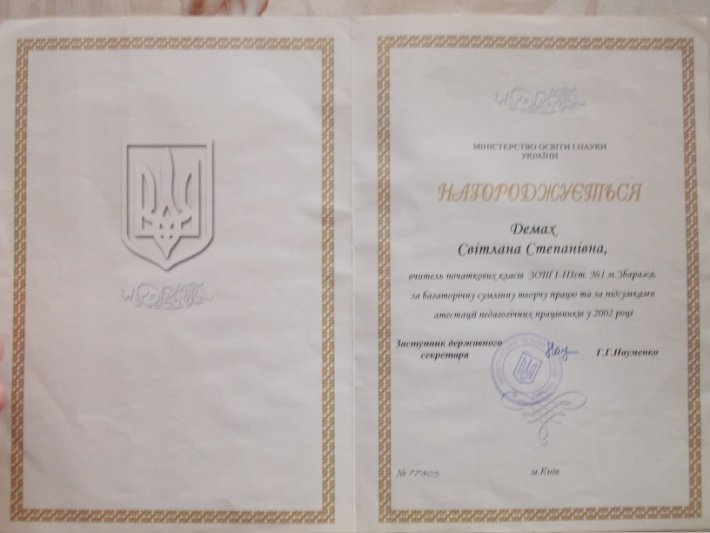 МІНІСТЕРСТВО ОСВІТИ І НАУКИ
УКРАЇНИ
НАГОРОДЖУЄТЬСЯ
Демах
Світлана Степанівна,
вчитель початкових класів ЗОШ І-ІІІст. №1 м.Збаража,
за багаторічну сумлінну творчу працю та за підсумками
атестації педагогічних працівників у 2002 році
Заступник державного
секретаря
Г.Г.Науменко
№
м.Київ